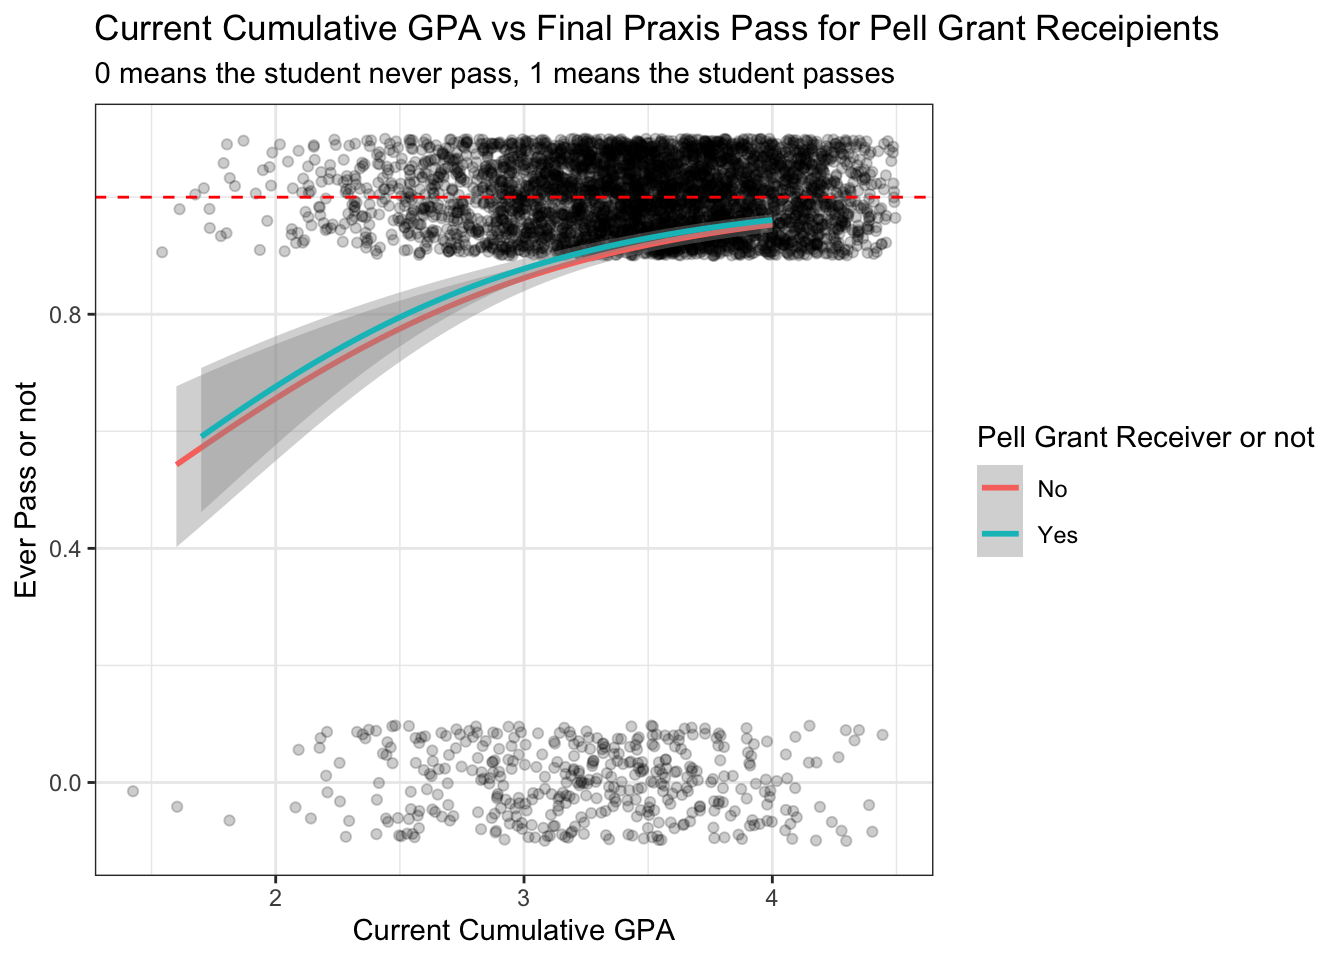 Current Cumulative GPA vs Final Praxis Pass for Pell Grant Receipients
0 means the student never pass, 1 means the student passes
Ever Pass or not
0.8
0.4
0.0
2 3 4
Current Cumulative GPA
Pell Grant Receiver or not
No
Yes